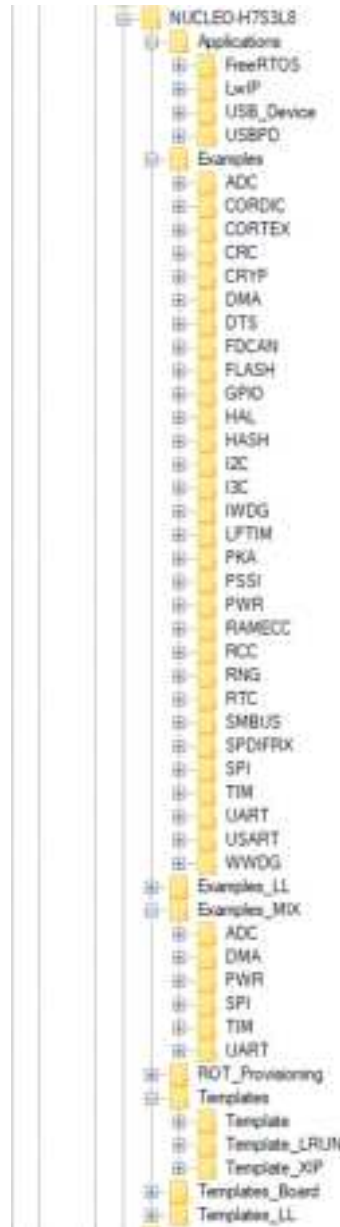 NUCLEO-H7S3L8
Applications
FreeRTOS
LwIP
USB_Device
USBPD
Examples
ADC
CORDIC
CORTEX
CRC
CRYP
DMA
DTS
FDCAN
FLASH
GPIO
HAL
HASH
I2C
I3C
IWDG
LPTIM
PKA
PSSI
PWR
RAMECC
RCC
RNG
RTC
SMBUS
SPDIFRX
SPI
TIM
UART
USART
WWDG
Examples_LL
Examples_MIX
ADC
DMA
PWR
SPI
TIM
UART
ROT_Provisioning
Templates
Template
Template_LRUN
Template_XIP
Templates_Board
Templates_LL